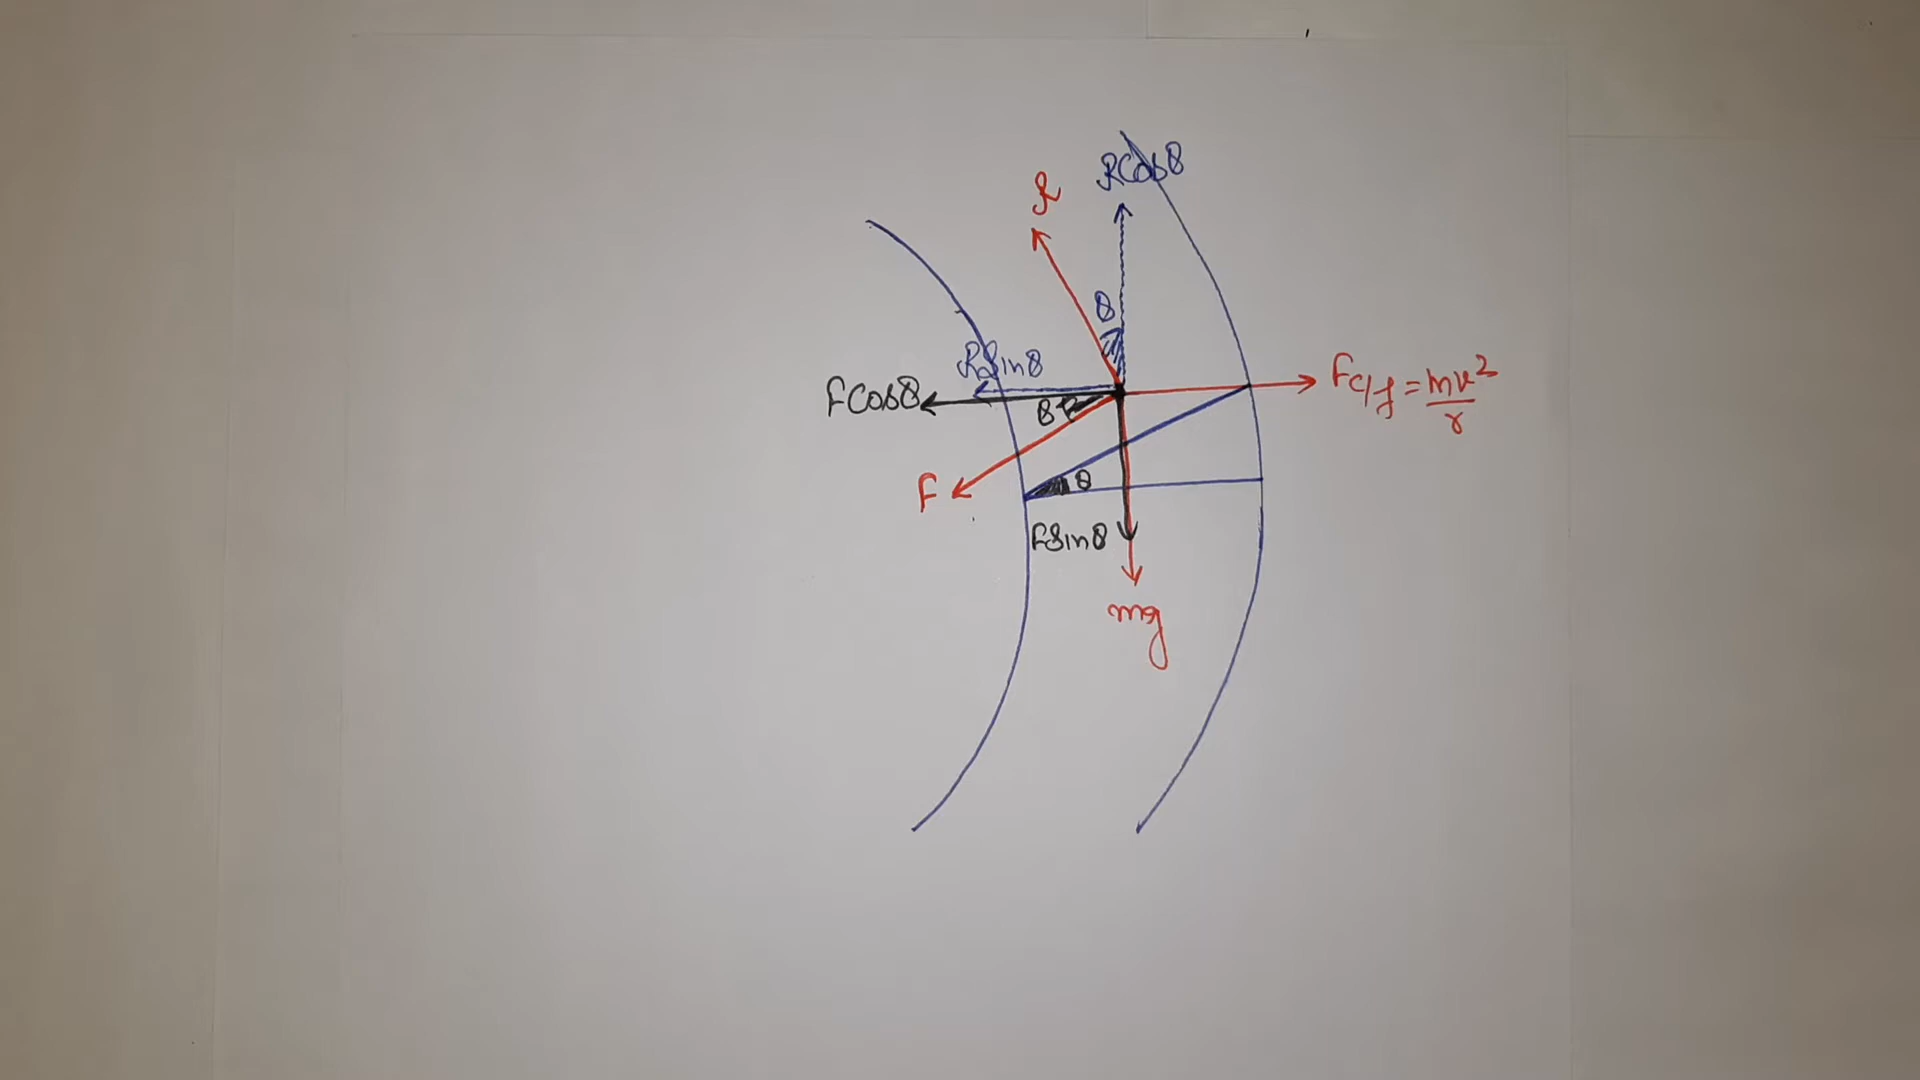 RCosθ
R
θ
RSinθ
FCosθ
Fc/f = mv²/r
θ
F
θ
FSinθ
mg